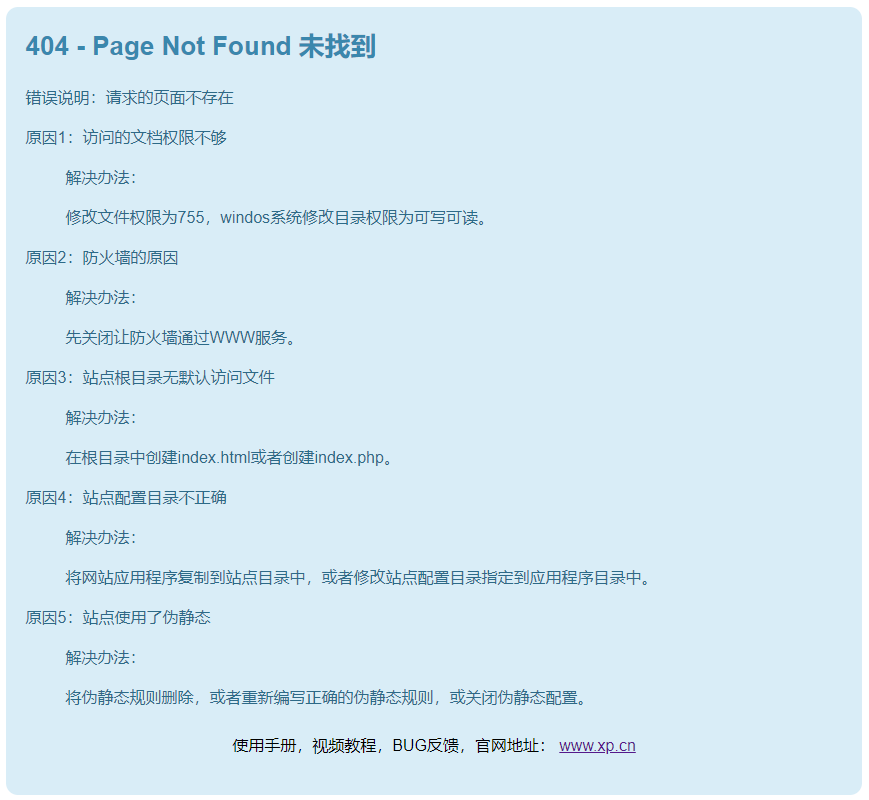 404 - Page Not Found 未找到
错误说明：请求的页面不存在
原因1：访问的文档权限不够
解决办法：
修改文件权限为755，windos系统修改目录权限为可写可读。
原因2：防火墙的原因
解决办法：
先关闭让防火墙通过WWW服务。
原因3：站点根目录无默认访问文件
解决办法：
在根目录中创建index.html或者创建index.php。
原因4：站点配置目录不正确
解决办法：
将网站应用程序复制到站点目录中，或者修改站点配置目录指定到应用程序目录中。
原因5：站点使用了伪静态
解决办法：
将伪静态规则删除，或者重新编写正确的伪静态规则，或关闭伪静态配置。
使用手册，视频教程，BUG反馈，官网地址： www.xp.cn